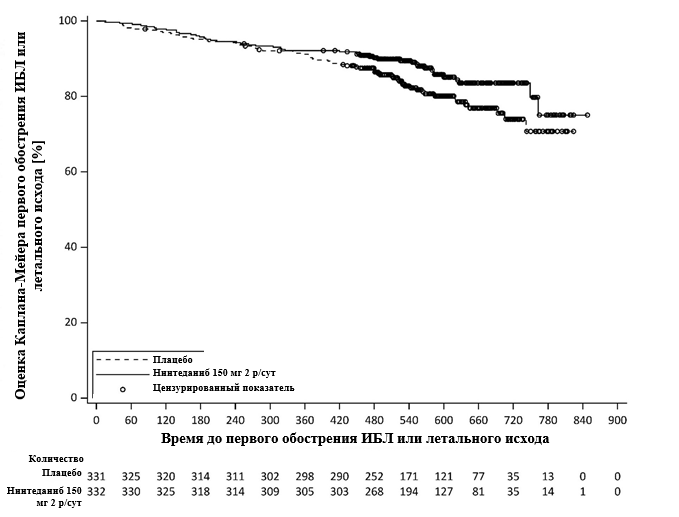 Оценка Каплана-Мейера первого обострения ИБЛ или
летального исхода [%]
100
80
60
40
20
0
Плацебо
Нинтеданиб 150 мг 2 р/сут
Цензурированный показатель
0 60 120 180 240 300 360 420 480 540 600 660 720 780 840 900
Время до первого обострения ИБЛ или летального исхода
Количество
Плацебо 331 325 320 314 311 302 298 290 252 171 121 77 35 13 0 0
Нинтеданиб 150 332 330 325 318 314 309 305 303 268 194 127 81 35 14 1 0
мг 2 р/сут